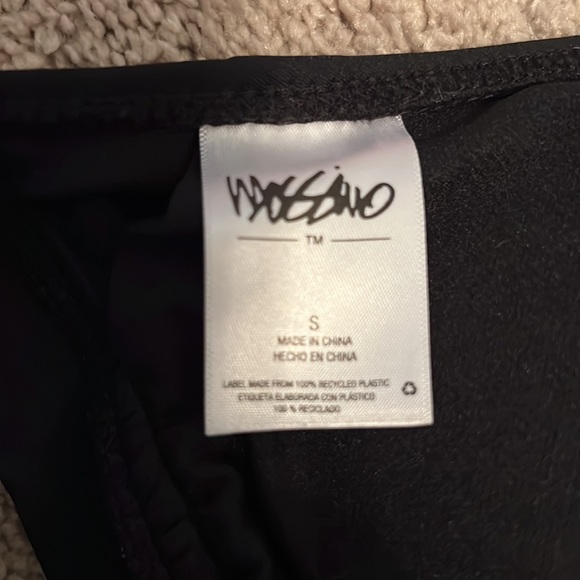 Mossimo
TM
S
MADE IN CHINA
HECHO EN CHINA
LABEL MADE FROM 100% RECYCLED PLASTIC
ETIQUETA ELABORADA CON PLÁSTICO
100 % RECICLADO